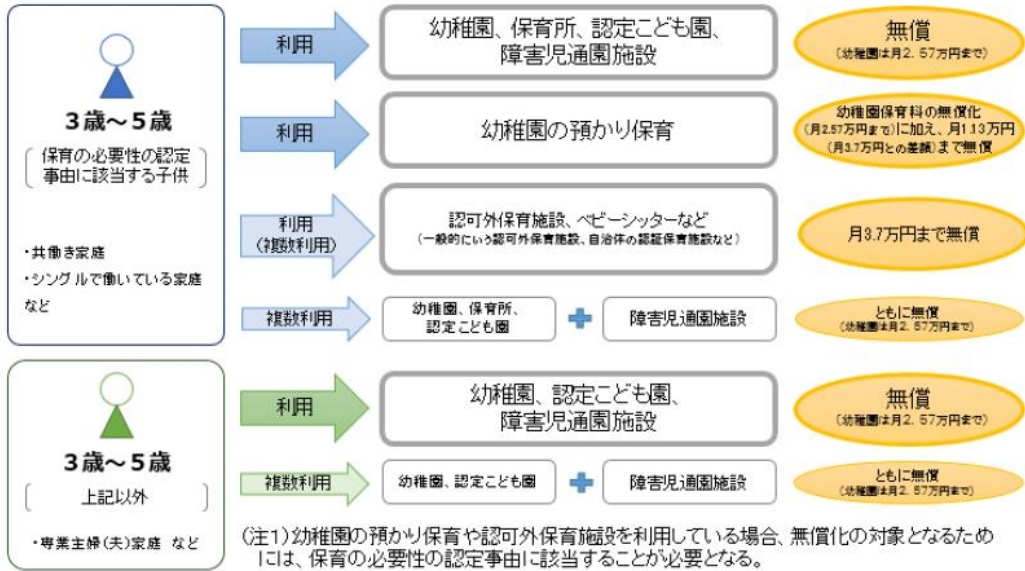 3歳~5歳
保育の必要性の認定
事由に該当する子供
・共働き家庭
・シングルで働いている家庭
など
利用
幼稚園、保育所、認定こども園、
障害児通園施設
無償
(幼稚園は月2.57万円まで)
利用
幼稚園の預かり保育
幼稚園保育料の無償化
(月2.57万円まで)に加え、月1.13万円
(月3.7万円との差額)まで無償
利用
(複数利用)
認可外保育施設、ベビーシッターなど
(一般的にいう認可外保育施設、自治体の認証保育施設など)
月3.7万円まで無償
複数利用
幼稚園、保育所、
認定こども園
障害児通園施設
ともに無償
(幼稚園は月2.57万円まで)
3歳~5歳
上記以外
・専業主婦(夫)家庭 など
利用
幼稚園、認定こども園、
障害児通園施設
無償
(幼稚園は月2.57万円まで)
複数利用
幼稚園、認定こども園
障害児通園施設
ともに無償
(幼稚園は月2.57万円まで)
(注1)幼稚園の預かり保育や認可外保育施設を利用している場合、無償化の対象となるため
には、保育の必要性の認定事由に該当することが必要となる。